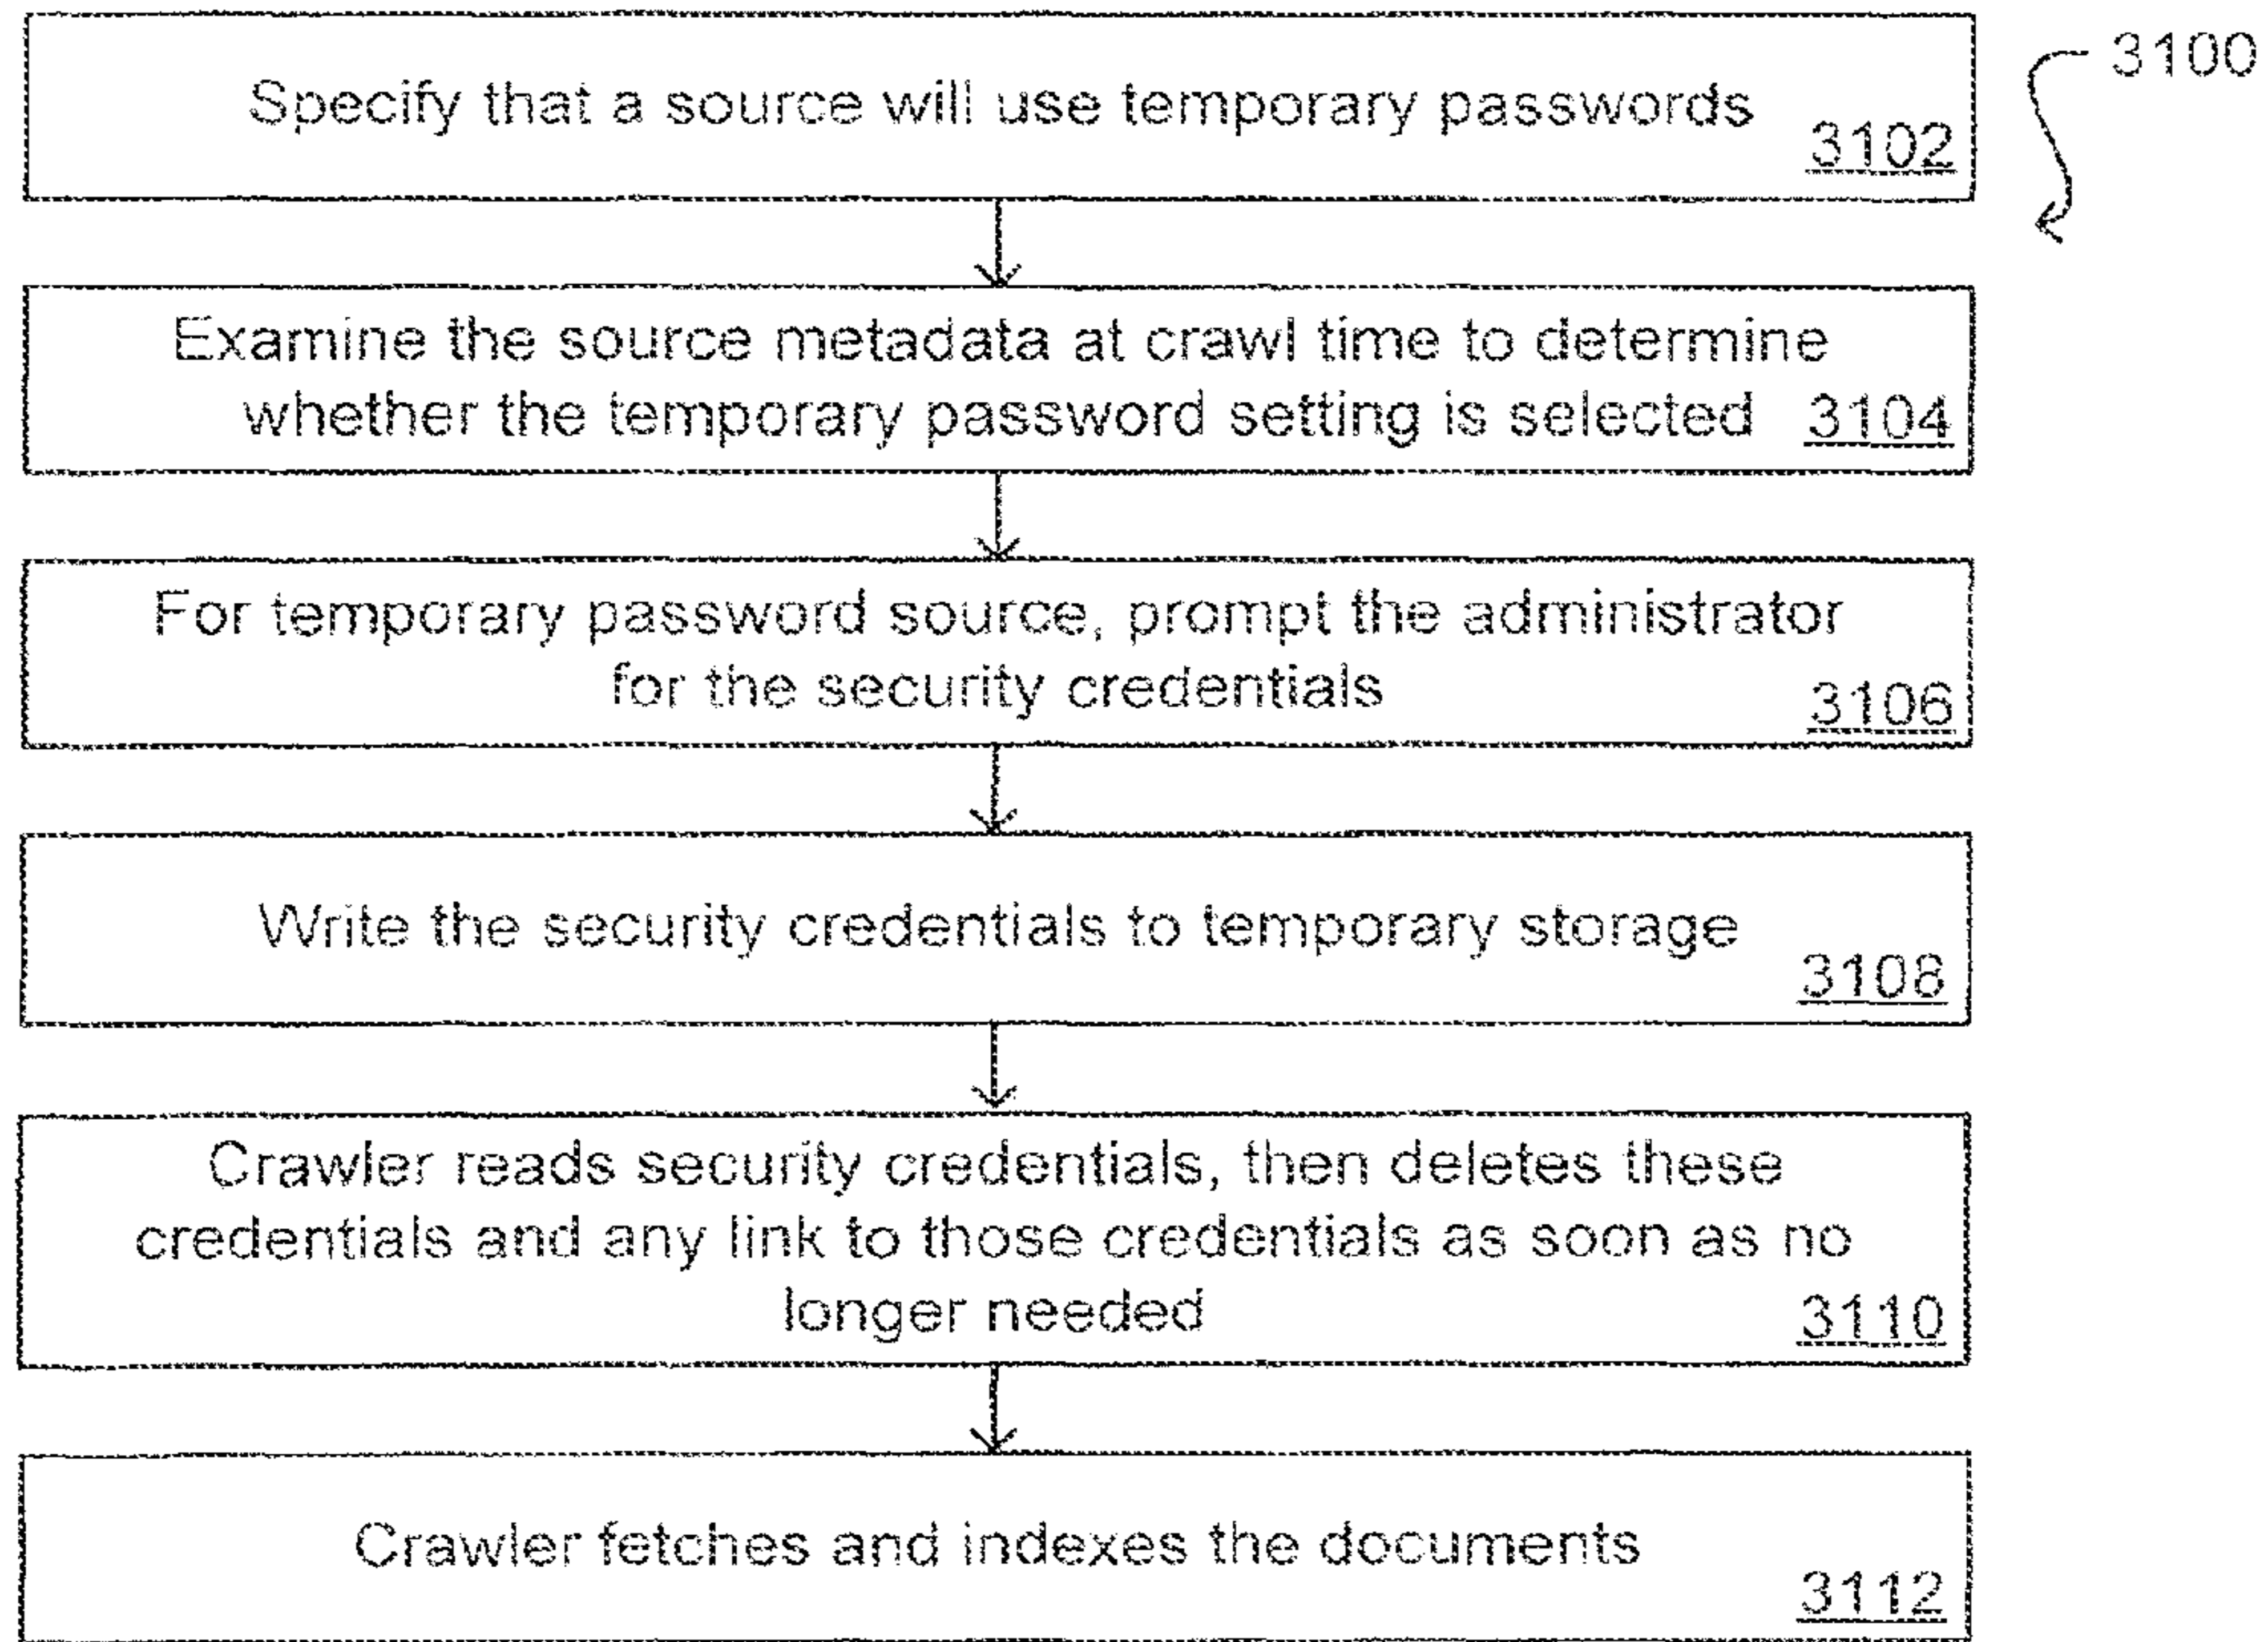 3100
Specify that a source will use temporary passwords
3102
Examine the source metadata at crawl time to determine
whether the temporary password setting is selected 3104
For temporary password source, prompt the administrator
for the security credentials
3106
Write the security credentials to temporary storage
3108
Crawler reads security credentials, then deletes these
credentials and any link to those credentials as soon as no
longer needed 3110
Crawler fetches and indexes the documents
3112